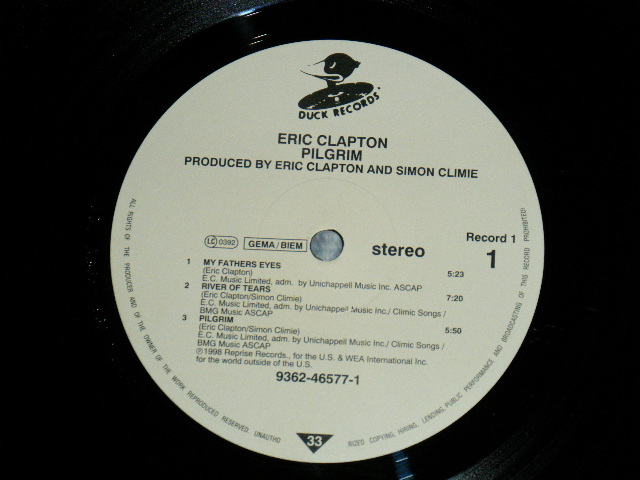 DUCK RECORDS
ERIC CLAPTON
PILGRIM
PRODUCED BY ERIC CLAPTON AND SIMON CLIMIE
LC 0392 GEMA/BIEM
stereo
Record 1
1
1 MY FATHERS EYES 5:23
(Eric Clapton)
E.C. Music Limited, adm. by Unichappell Music Inc. ASCAP
2 RIVER OF TEARS 7:20
(Eric Clapton/Simon Climie)
E.C. Music Limited, adm. by Unichappell Music Inc./ Climic Songs /
BMG Music ASCAP
3 PILGRIM 5:50
(Eric Clapton/Simon Climie)
E.C. Music Limited, adm. by Unichappell Music Inc./ Climic Songs /
BMG Music ASCAP
℗1998 Reprise Records., for the U.S. & WEA International Inc.
for the world outside of the U.S.
9362-46577-1
33
ALL RIGHTS OF THE PRODUCER AND OF THE OWNER OF THE WORK REPRODUCED RESERVED. UNAUTHO
RIZED COPYING, HIRING, LENDING, PUBLIC PERFORMANCE AND BROADCASTING OF THIS RECORD PROHIBITED!